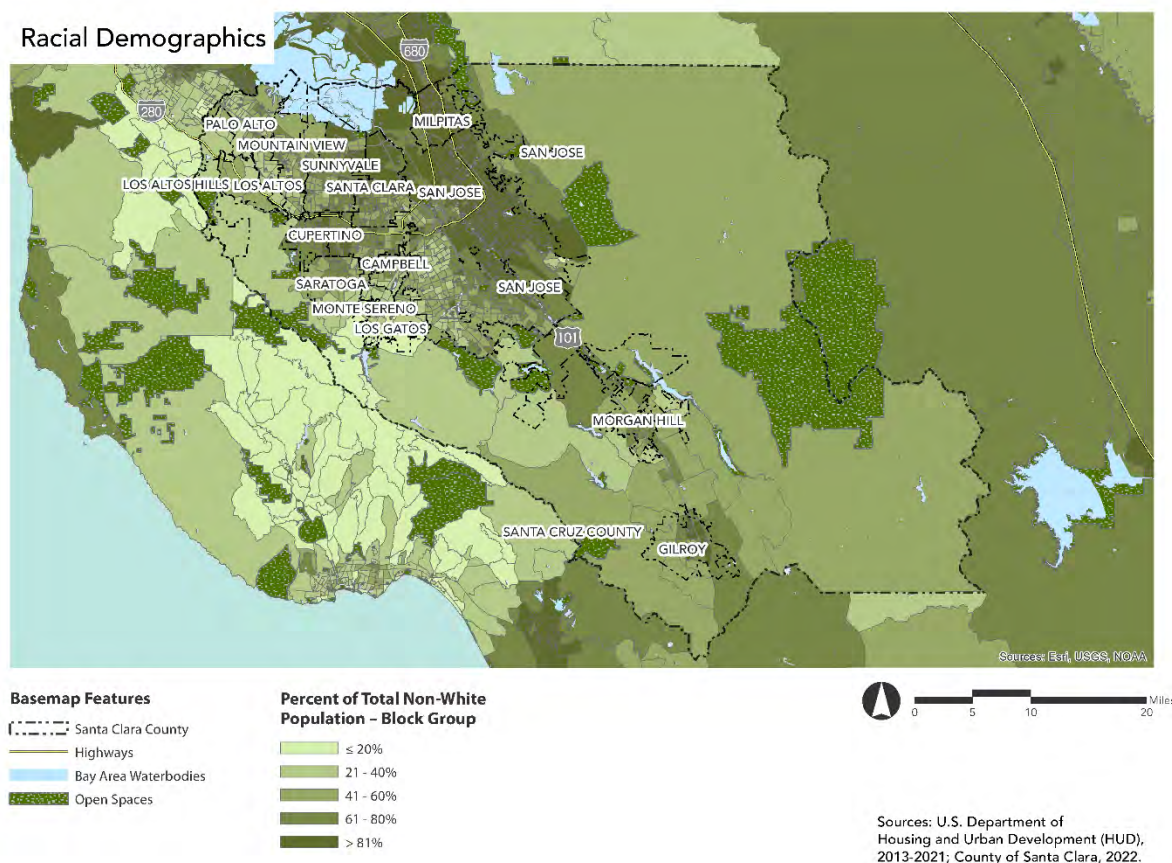 Racial Demographics
680
280
PALO ALTO
MILPITAS
MOUNTAIN VIEW
SUNNYVALE
SAN JOSE
LOS ALTOS HILLS
LOS ALTOS
SANTA CLARA
SAN JOSE
CUPERTINO
CAMPBELL
SARATOGA
SAN JOSE
MONTE SERENO
LOS GATOS
101
MORGAN HILL
SANTA CRUZ COUNTY
GILROY
Sources: Esri, USGS, NOAA
Basemap Features
Santa Clara County
Highways
Bay Area Waterbodies
Open Spaces
Percent of Total Non-White
Population – Block Group
≤ 20%
21 - 40%
41 - 60%
61 - 80%
> 81%
Miles
0 5 10 20
Sources: U.S. Department of
Housing and Urban Development (HUD),
2013-2021; County of Santa Clara, 2022.